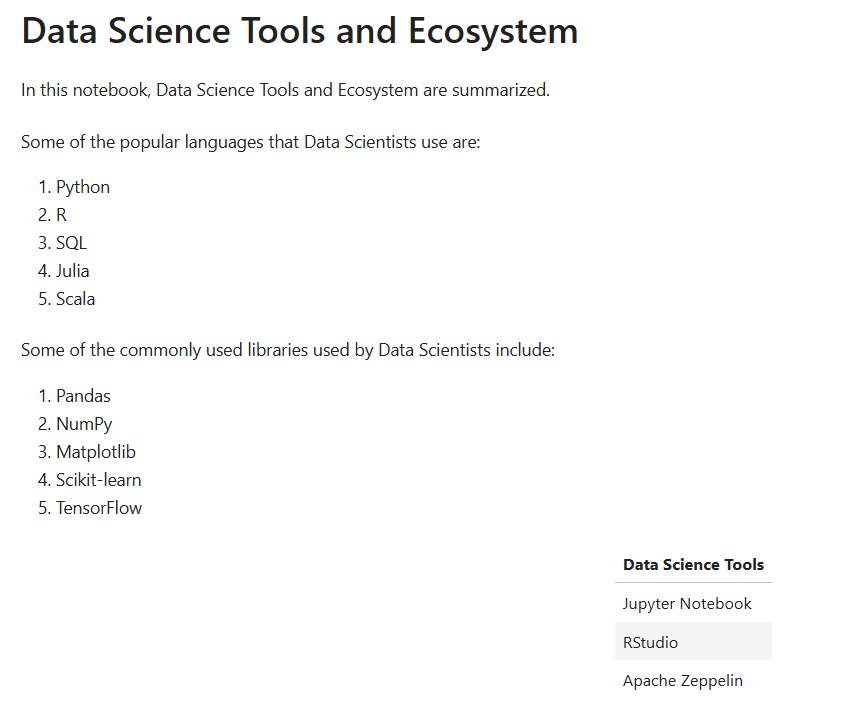 Data Science Tools and Ecosystem
In this notebook, Data Science Tools and Ecosystem are summarized.
Some of the popular languages that Data Scientists use are:
1. Python
2. R
3. SQL
4. Julia
5. Scala
Some of the commonly used libraries used by Data Scientists include:
1. Pandas
2. NumPy
3. Matplotlib
4. Scikit-learn
5. TensorFlow
Data Science Tools
Jupyter Notebook
RStudio
Apache Zeppelin